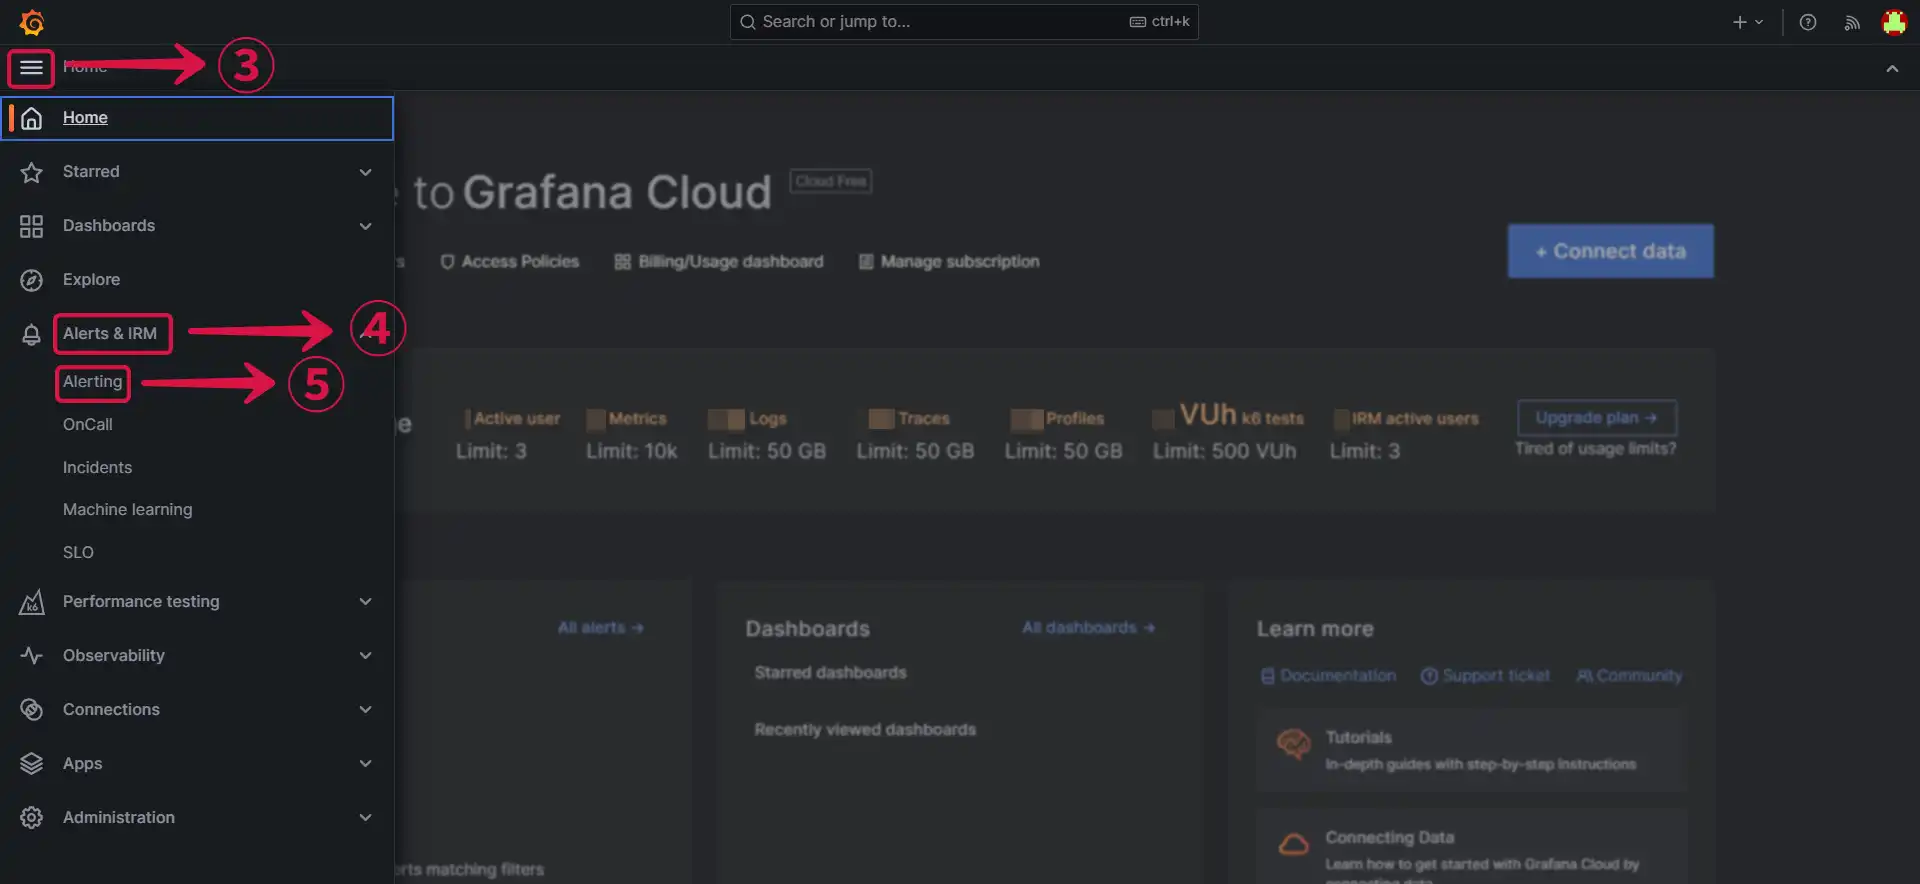 Search or jump to...
ctrl+k
Home
③
Home
Starred
Dashboards
Explore
Alerts & IRM
④
Alerting
⑤
OnCall
Incidents
Machine learning
SLO
Performance testing
Observability
Connections
Apps
Administration
to Grafana Cloud
Cloud Free
Access Policies
Billing/Usage dashboard
Manage subscription
+ Connect data
Active user
Limit: 3
Metrics
Limit: 10k
Logs
Limit: 50 GB
Traces
Limit: 50 GB
Profiles
Limit: 50 GB
VUh k6 tests
Limit: 500 VUh
IRM active users
Limit: 3
Upgrade plan →
Tired of usage limits?
All alerts →
matching filters
Dashboards
All dashboards →
Starred dashboards
Recently viewed dashboards
Learn more
Documentation
Support ticket
Community
Tutorials
In-depth guides with step-by-step instructions
Connecting Data
Learn how to get started with Grafana Cloud by